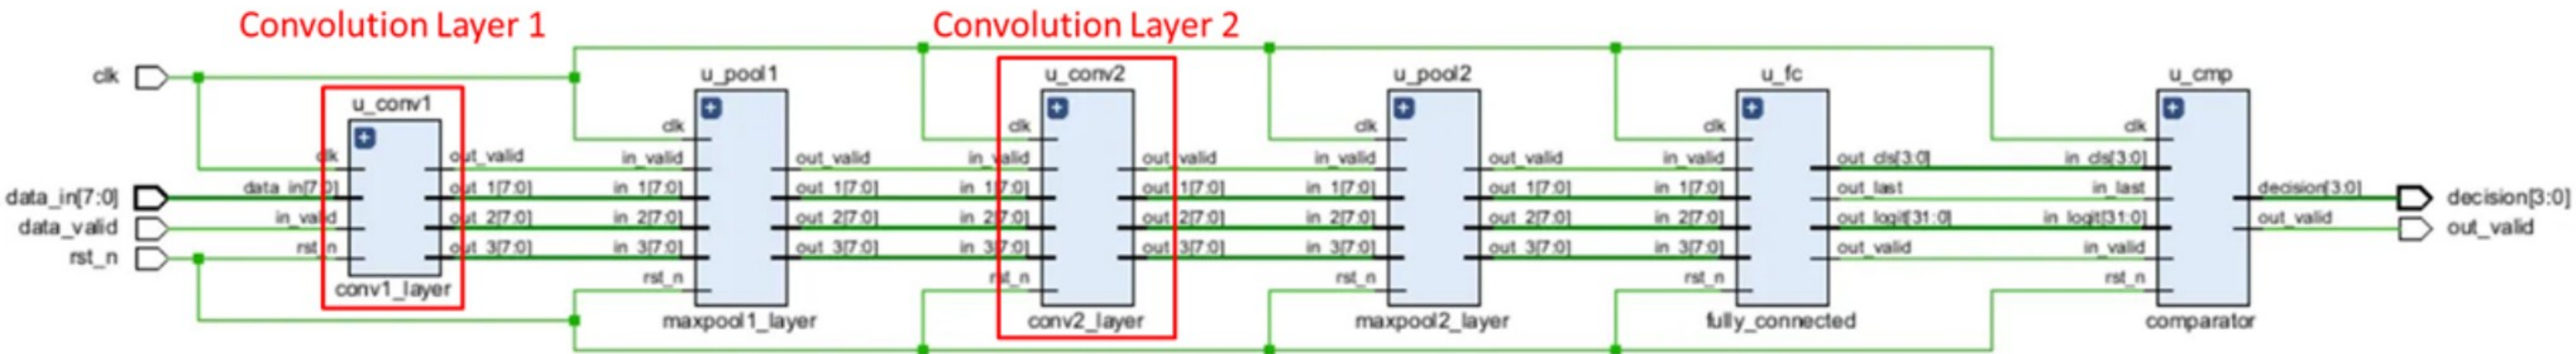 Convolution Layer 1
Convolution Layer 2
clk
data_in[7:0]
data_valid
rst_n
u_conv1
clk
data_in[7:0]
in_valid
rst_n
out_valid
out_1[7:0]
out_2[7:0]
out_3[7:0]
conv1_layer
u_pool1
clk
in_valid
in_1[7:0]
in_2[7:0]
in_3[7:0]
rst_n
out_valid
out_1[7:0]
out_2[7:0]
out_3[7:0]
maxpool1_layer
u_conv2
clk
in_valid
in_1[7:0]
in_2[7:0]
in_3[7:0]
rst_n
out_valid
out_1[7:0]
out_2[7:0]
out_3[7:0]
conv2_layer
u_pool2
clk
in_valid
in_1[7:0]
in_2[7:0]
in_3[7:0]
rst_n
out_valid
out_1[7:0]
out_2[7:0]
out_3[7:0]
maxpool2_layer
u_fc
clk
in_valid
in_1[7:0]
in_2[7:0]
in_3[7:0]
rst_n
out_cls[3:0]
out_last
out_logit[31:0]
out_valid
fully_connected
u_cmp
clk
in_cls[3:0]
in_last
in_logit[31:0]
in_valid
rst_n
decision[3:0]
out_valid
comparator
decision[3:0]
out_valid